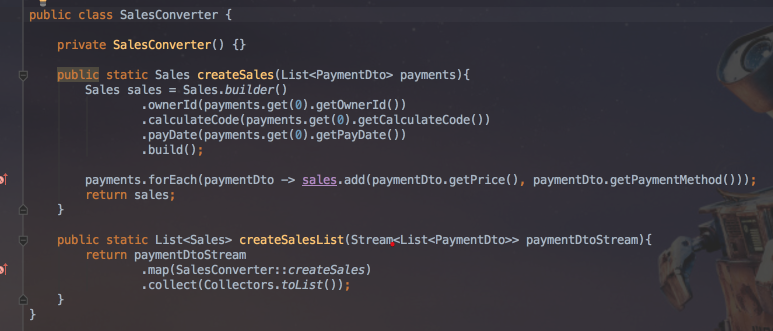 public class SalesConverter {
private SalesConverter() {}
public static Sales createSales(List<PaymentDto> payments){
Sales sales = Sales.builder()
.ownerId(payments.get(0).getOwnerId())
.calculateCode(payments.get(0).getCalculateCode())
.payDate(payments.get(0).getPayDate())
.build();
payments.forEach(paymentDto -> sales.add(paymentDto.getPrice(), paymentDto.getPaymentMethod()));
return sales;
}
public static List<Sales> createSalesList(Stream<List<PaymentDto>> paymentDtoStream){
return paymentDtoStream
.map(SalesConverter::createSales)
.collect(Collectors.toList());
}
}